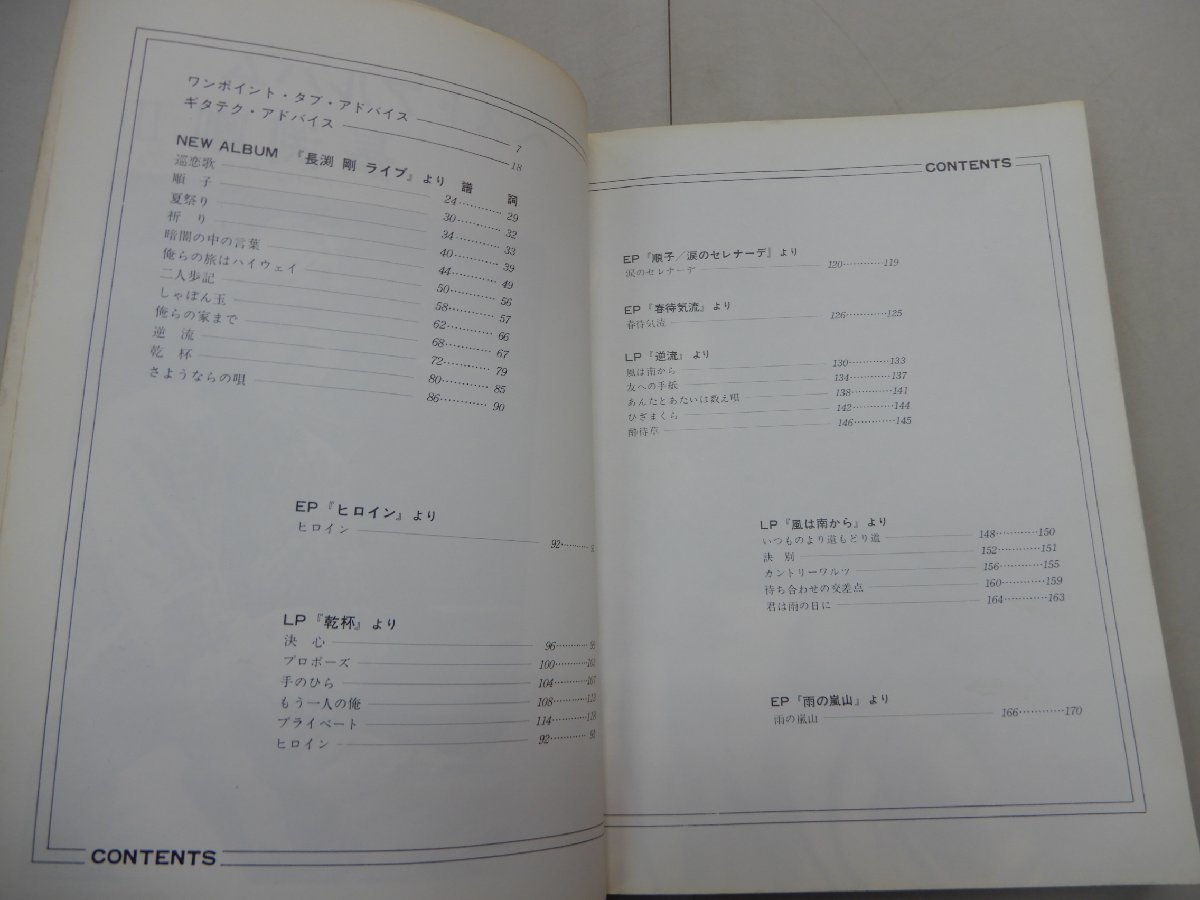 ワンポイント・タブ・アドバイス 7
ギタテク・アドバイス 18
NEW ALBUM 『長渕 剛 ライブ』より 譜 詞
巡恋歌 24 29
順 子 30 32
夏祭り 34 33
祈 り 40 39
暗闇の中の言葉 44 49
俺らの旅はハイウェイ 50 56
二人歩記 58 57
しゃぼん玉 62 66
俺らの家まで 68 67
逆 流 72 79
乾 杯 80 85
さようならの唄 86 90
EP『ヒロイン』より
ヒロイン 92
LP『乾杯』より
決 心 96
プロポーズ 100
手のひら 104 107
もう一人の俺 108 113
プライベート 114 118
ヒロイン 92
CONTENTS
CONTENTS
EP『順子／涙のセレナーデ』より
涙のセレナーデ 120 119
EP『春待気流』より
春待気流 126 125
LP『逆流』より
風は南から 130 133
友への手紙 134 137
あんたとあたいは数え唄 138 141
ひざまくら 142 144
酔待草 146 145
LP『風は南から』より
いつものより道もどり道 148 150
訣 別 152 151
カントリーワルツ 156 155
待ち合わせの交差点 160 159
君は雨の日に 164 163
EP『雨の嵐山』より
雨の嵐山 166 170